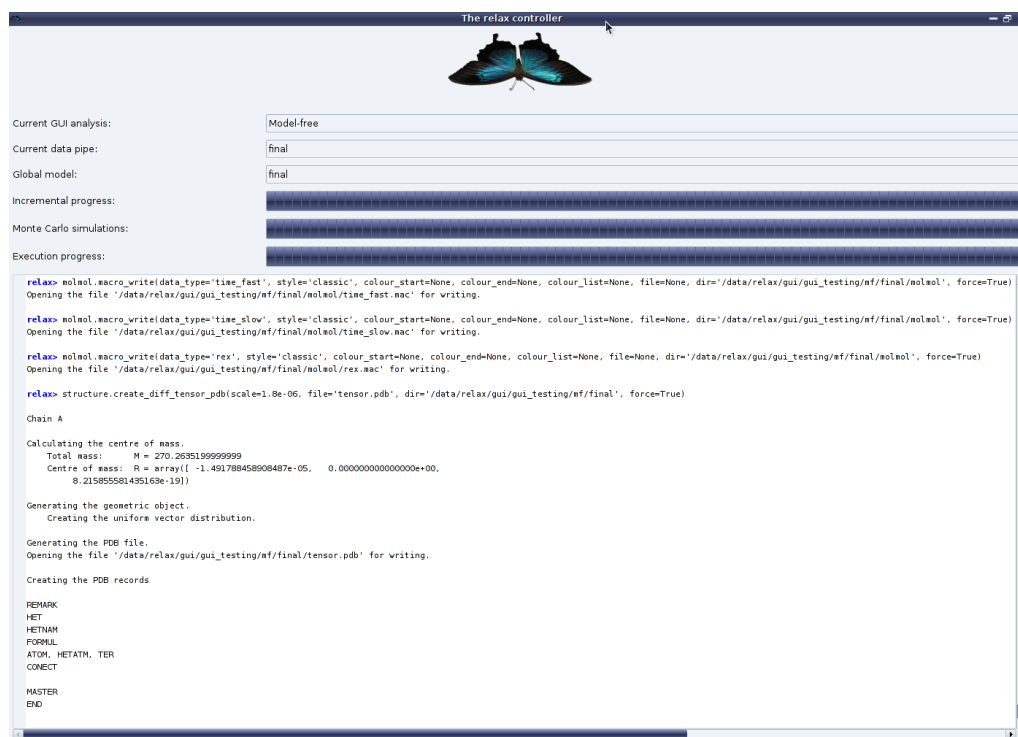 The relax controller
Current GUI analysis: Model-free
Current data pipe: final
Global model: final
Incremental progress:
Monte Carlo simulations:
Execution progress:
relax> molmol.macro_write(data_type='time_fast', style='classic', colour_start=None, colour_end=None, colour_list=None, file=None, dir='/data/relax/gui/gui_testing/mf/final/molmol', force=True)
Opening the file '/data/relax/gui/gui_testing/mf/final/molmol/time_fast.mac' for writing.
relax> molmol.macro_write(data_type='time_slow', style='classic', colour_start=None, colour_end=None, colour_list=None, file=None, dir='/data/relax/gui/gui_testing/mf/final/molmol', force=True)
Opening the file '/data/relax/gui/gui_testing/mf/final/molmol/time_slow.mac' for writing.
relax> molmol.macro_write(data_type='rex', style='classic', colour_start=None, colour_end=None, colour_list=None, file=None, dir='/data/relax/gui/gui_testing/mf/final/molmol', force=True)
Opening the file '/data/relax/gui/gui_testing/mf/final/molmol/rex.mac' for writing.
relax> structure.create_diff_tensor_pdb(scale=1.8e-06, file='tensor.pdb', dir='/data/relax/gui/gui_testing/mf/final', force=True)
Chain A
Calculating the centre of mass.
Total mass: M = 270.2635199999999
Centre of mass: R = array([ -1.491788458908487e-05, 0.000000000000000e+00,
8.215855581435163e-19])
Generating the geometric object.
Creating the uniform vector distribution.
Generating the PDB file.
Opening the file '/data/relax/gui/gui_testing/mf/final/tensor.pdb' for writing.
Creating the PDB records
REMARK
HET
HETNAM
FORMUL
ATOM, HETATM, TER
CONECT
MASTER
END